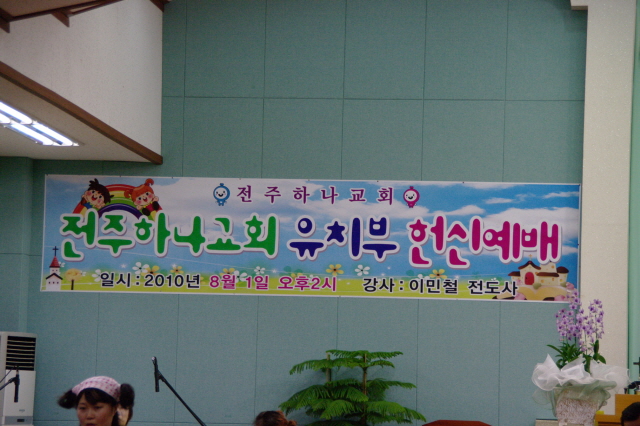 전주하나교회
전주하나교회 유치부 헌신예배
일시 : 2010년 8월 1일 오후2시 강사 : 이민철 전도사